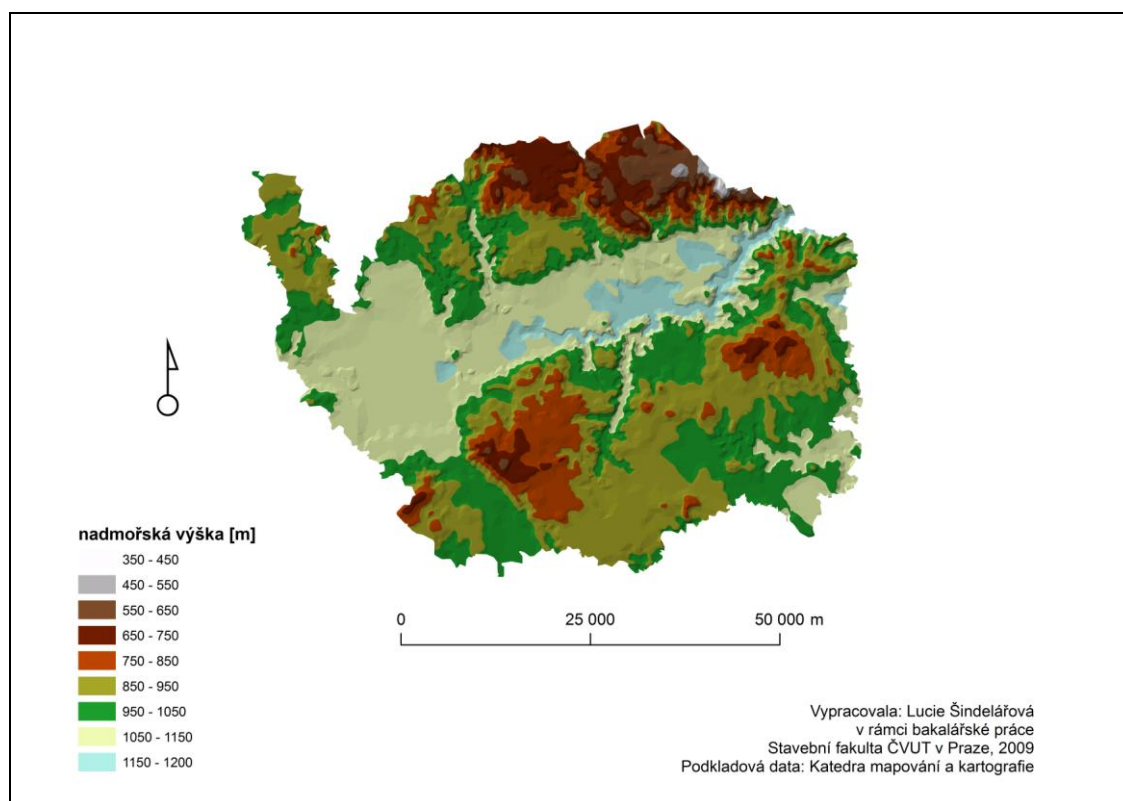 nadmořská výška [m]
350 - 450
450 - 550
550 - 650
650 - 750
750 - 850
850 - 950
950 - 1050
1050 - 1150
1150 - 1200
0 25 000 50 000 m
Vypracovala: Lucie Šindelářová
v rámci bakalářské práce
Stavební fakulta ČVUT v Praze, 2009
Podkladová data: Katedra mapování a kartografie